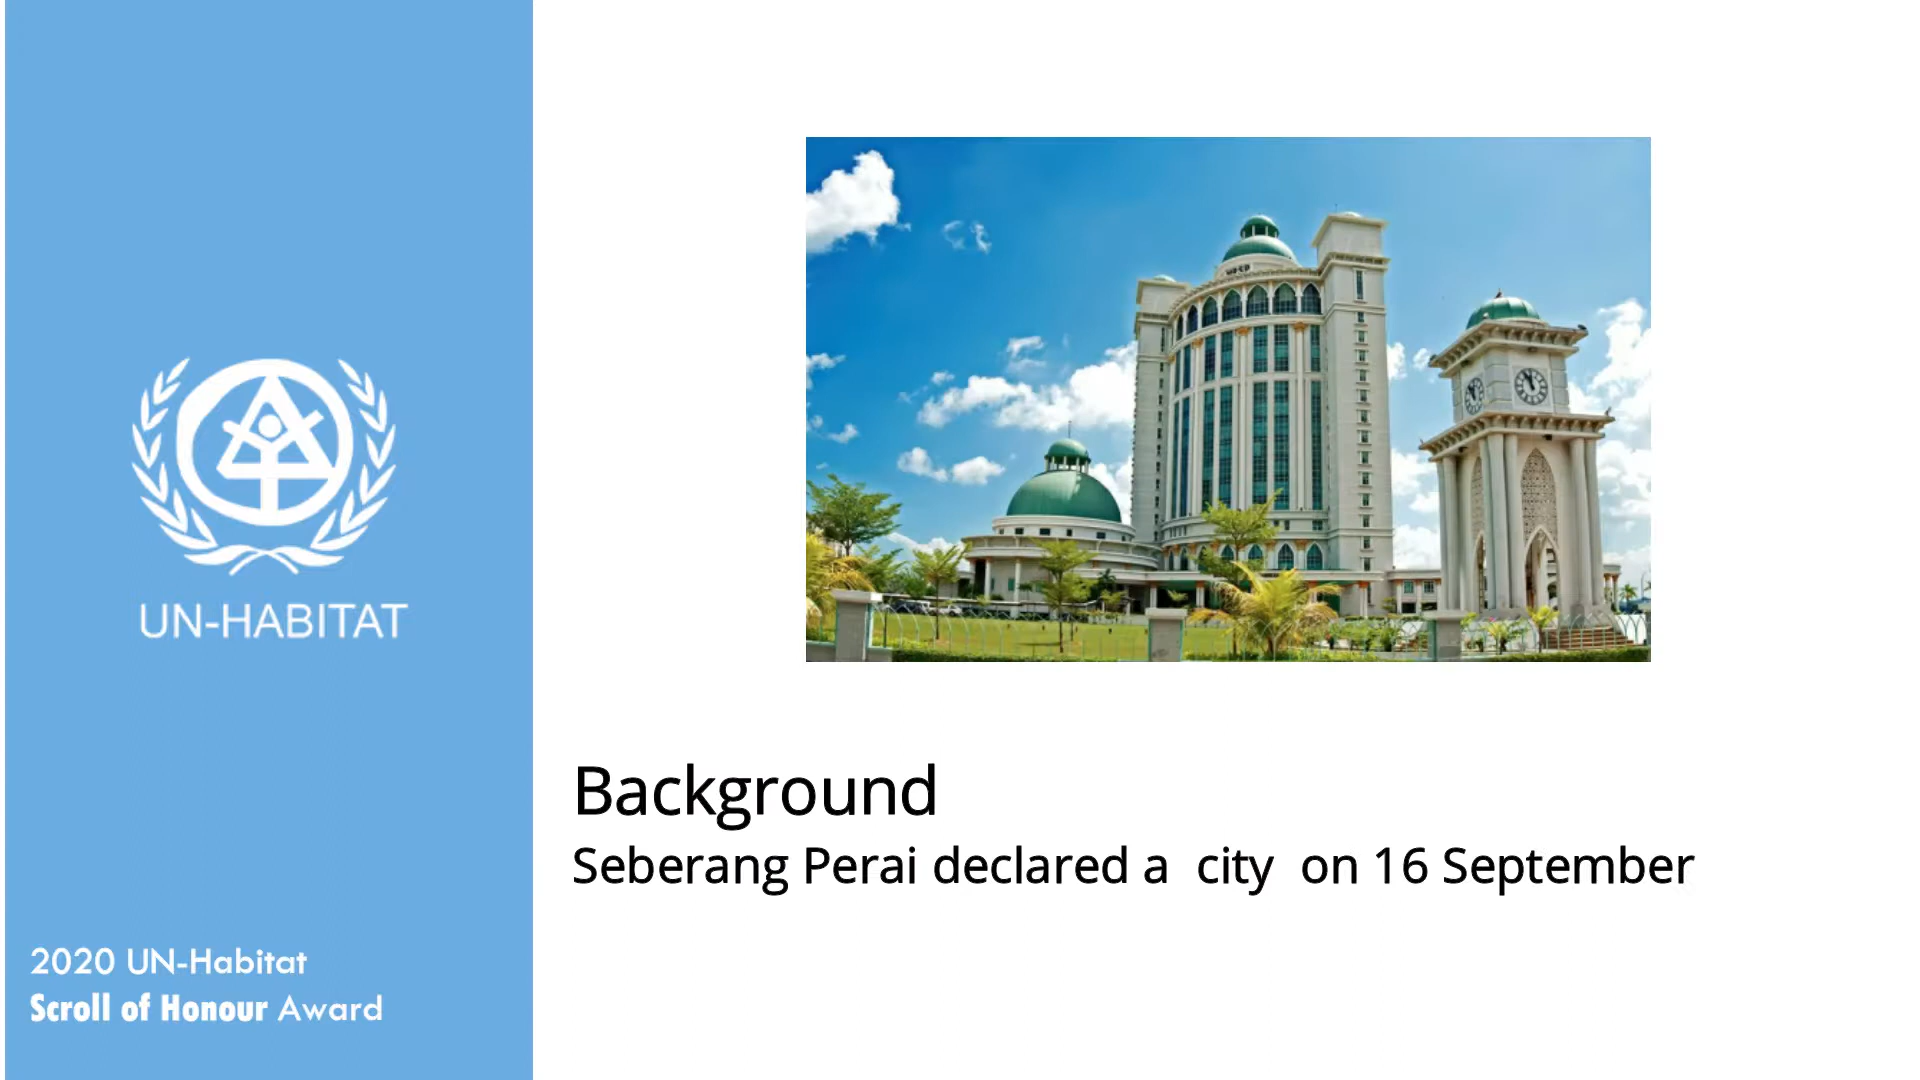 UN-HABITAT
2020 UN-Habitat
Scroll of Honour Award
Background
Seberang Perai declared a  city  on 16 September